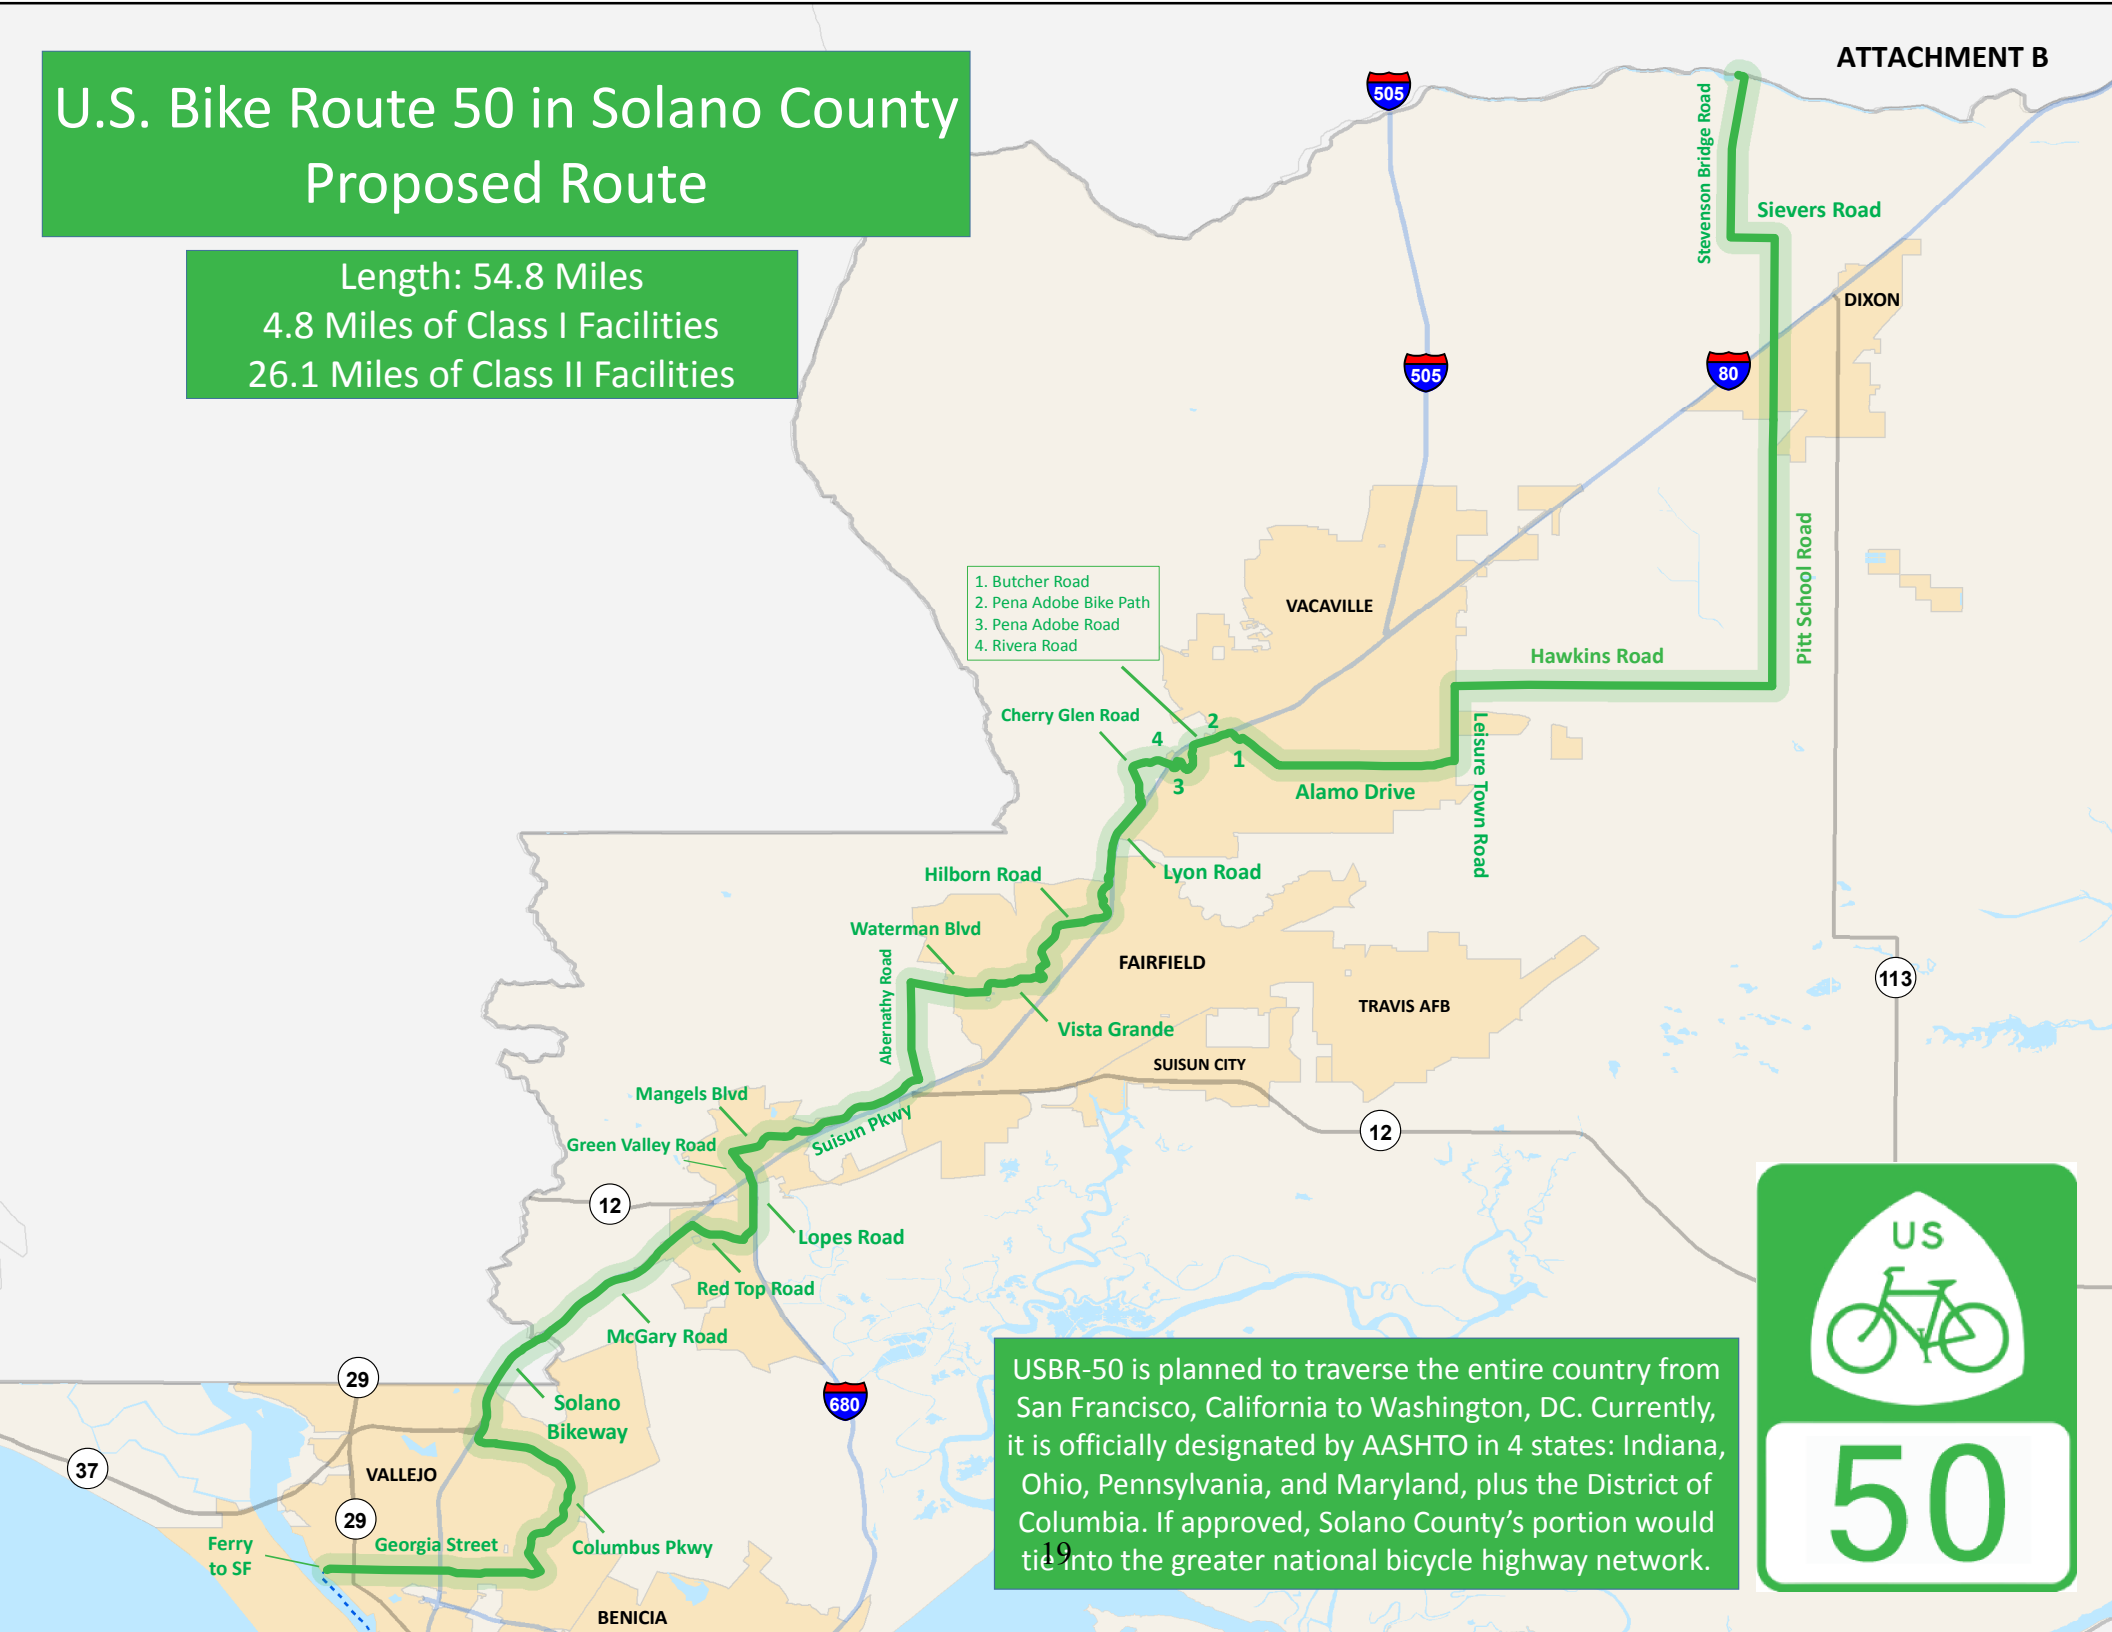 ATTACHMENT B
U.S. Bike Route 50 in Solano County
Proposed Route
Length: 54.8 Miles
4.8 Miles of Class I Facilities
26.1 Miles of Class II Facilities
505
Stevenson Bridge Road
Sievers Road
DIXON
505
80
Pitt School Road
1. Butcher Road
2. Pena Adobe Bike Path
3. Pena Adobe Road
4. Rivera Road
VACAVILLE
Hawkins Road
Cherry Glen Road
2
4
1
3
Alamo Drive
Leisure Town Road
Hilborn Road
Lyon Road
Waterman Blvd
FAIRFIELD
Abernathy Road
TRAVIS AFB
113
Vista Grande
SUISUN CITY
Mangels Blvd
Suisun Pkwy
12
Green Valley Road
12
Lopes Road
Red Top Road
McGary Road
29
Solano
Bikeway
680
37
VALLEJO
29
Georgia Street
Columbus Pkwy
Ferry
to SF
BENICIA
USBR-50 is planned to traverse the entire country from
San Francisco, California to Washington, DC. Currently,
it is officially designated by AASHTO in 4 states: Indiana,
Ohio, Pennsylvania, and Maryland, plus the District of
Columbia. If approved, Solano County’s portion would
tie into the greater national bicycle highway network.
19
US
50